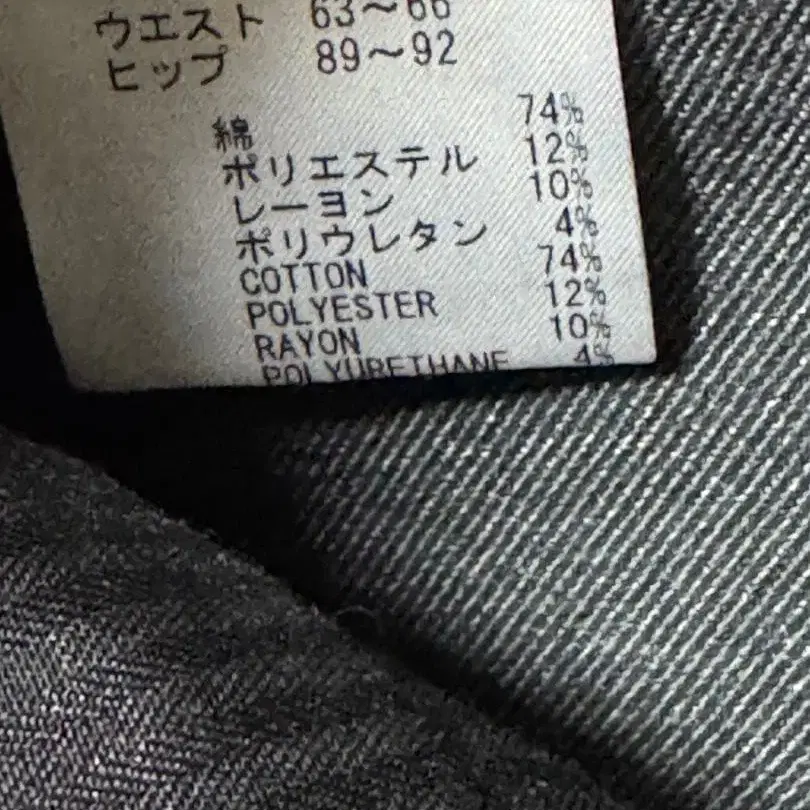 ウエスト 63～66
ヒップ 89～92
綿 74%
ポリエステル 12%
レーヨン 10%
ポリウレタン 4%
COTTON 74%
POLYESTER 12%
RAYON 10%
POLYURETHANE 4%